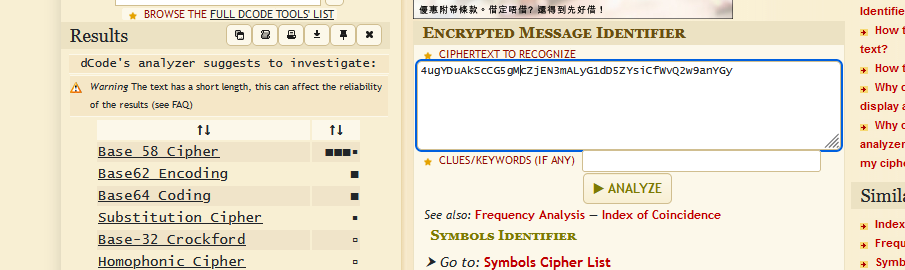 BROWSE THE FULL DCODE TOOLS' LIST
Results
dCode's analyzer suggests to investigate:
Warning The text has a short length, this can affect the reliability
of the results (see FAQ)
↑↓ ↑↓
Base 58 Cipher ■■■▪
Base62 Encoding ■
Base64 Coding ■
Substitution Cipher ▪
Base-32 Crockford ▫
Homophonic Cipher ▫
優惠附帶條款。借定唔借? 還得到先好借!
ENCRYPTED MESSAGE IDENTIFIER
CIPHERTEXT TO RECOGNIZE
4ugYDuAkScCG5gMcZjEN3mALyG1dD5ZYsiCfWvQ2w9anYGy
CLUES/KEYWORDS (IF ANY)
▶ ANALYZE
See also: Frequency Analysis — Index of Coincidence
SYMBOLS IDENTIFIER
Go to: Symbols Cipher List
Identifie
How t
text?
How t
Why c
display a
Why c
analyzer
my ciphe
Simila
Index
Frequ
Symb